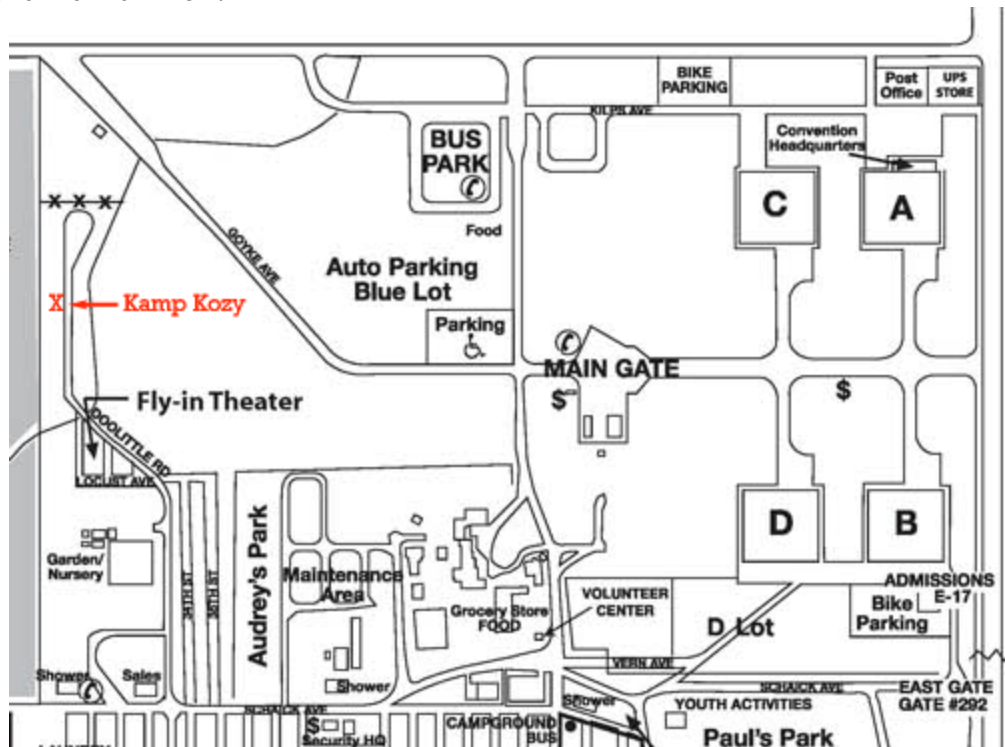 BIKE
PARKING
Post
Office
UPS
STORE
KILPS AVE
Convention
Headquarters
BUS
PARK
C
A
X X X
Food
GOYKE AVE
Auto Parking
Blue Lot
X
Kamp Kozy
Parking
MAIN GATE
$
$
Fly-in Theater
DOOLITTLE RD
LOCUST AVE
D
B
Audrey's Park
Garden/
Nursery
34TH ST
35TH ST
Maintenance
Area
Grocery Store
FOOD
VOLUNTEER
CENTER
ADMISSIONS
E-17
Bike
Parking
D Lot
VERN AVE
Shower
Sales
Shower
SCHAICK AVE
EAST GATE
GATE #292
Shower
YOUTH ACTIVITIES
SCHAICK AVE
$
Security HQ
CAMPGROUND
BUS
Paul's Park